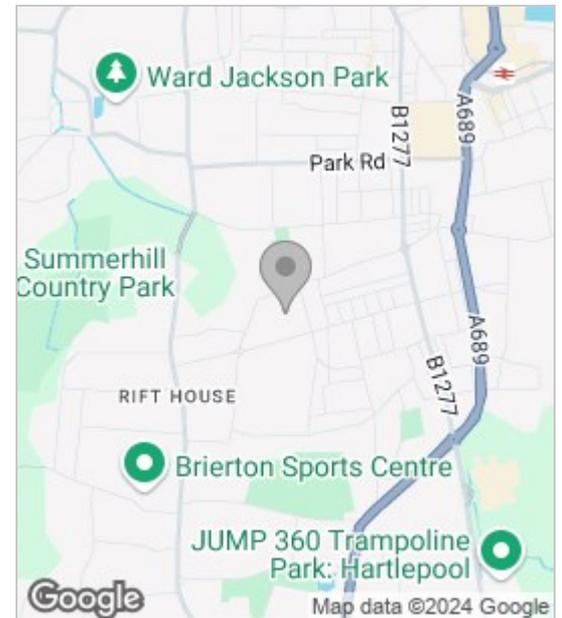 Ward Jackson Park
B1277
A689
Park Rd
Summerhill
Country Park
A689
B1277
RIFT HOUSE
Brierton Sports Centre
JUMP 360 Trampoline
Park: Hartlepool
Google
Map data ©2024 Google